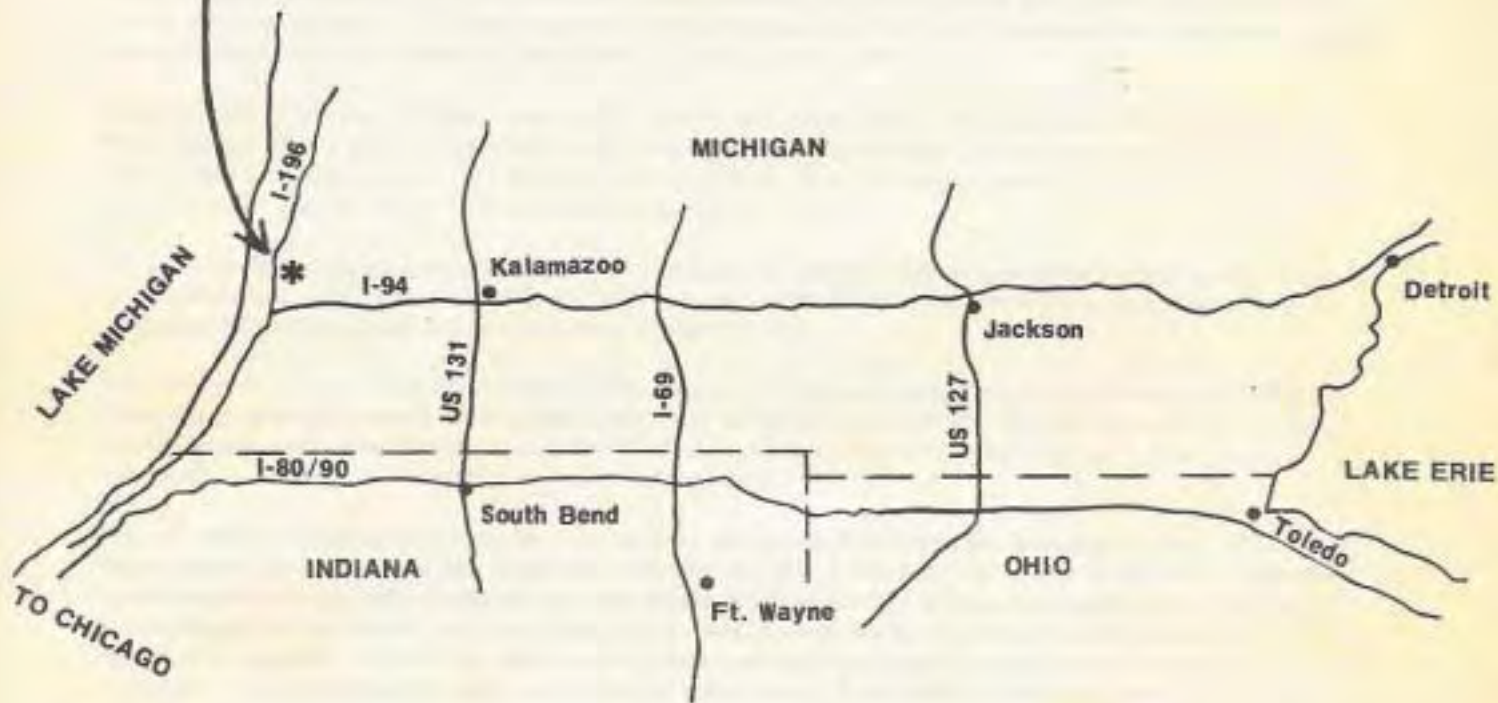 I-196
MICHIGAN
LAKE MICHIGAN
*
Kalamazoo
I-94
Detroit
Jackson
US 131
I-69
US 127
I-80/90
LAKE ERIE
South Bend
Toledo
INDIANA
OHIO
Ft. Wayne
TO CHICAGO